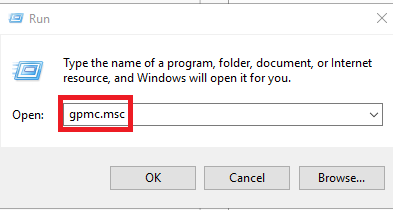 Run
Type the name of a program, folder, document, or Internet
resource, and Windows will open it for you.
Open: gpmc.msc
OK Cancel Browse...